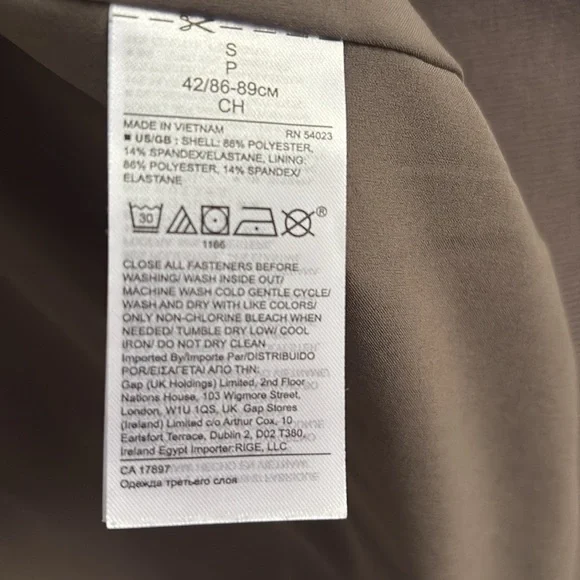 S
P
42/86-89см
CH
MADE IN VIETNAM RN 54023
■ US/GB : SHELL: 86% POLYESTER,
14% SPANDEX/ELASTANE, LINING:
86% POLYESTER, 14% SPANDEX/
ELASTANE
30 ®
1166
CLOSE ALL FASTENERS BEFORE
WASHING/ WASH INSIDE OUT/
MACHINE WASH COLD GENTLE CYCLE/
WASH AND DRY WITH LIKE COLORS/
ONLY NON-CHLORINE BLEACH WHEN
NEEDED/ TUMBLE DRY LOW/ COOL
IRON/ DO NOT DRY CLEAN
Imported By/Importe Par/DISTRIBUIDO
POR/ΕΙΣΑΓΕΤΑΙ ΑΠΟ ΤΗΝ:
Gap (UK Holdings) Limited, 2nd Floor
Nations House, 103 Wigmore Street,
London, W1U 1QS, UK Gap Stores
(Ireland) Limited c/o Arthur Cox, 10
Earlsfort Terrace, Dublin 2, D02 T380,
Ireland Egypt Importer:RIGE, LLC
CA 17897
Одежда третьего слоя